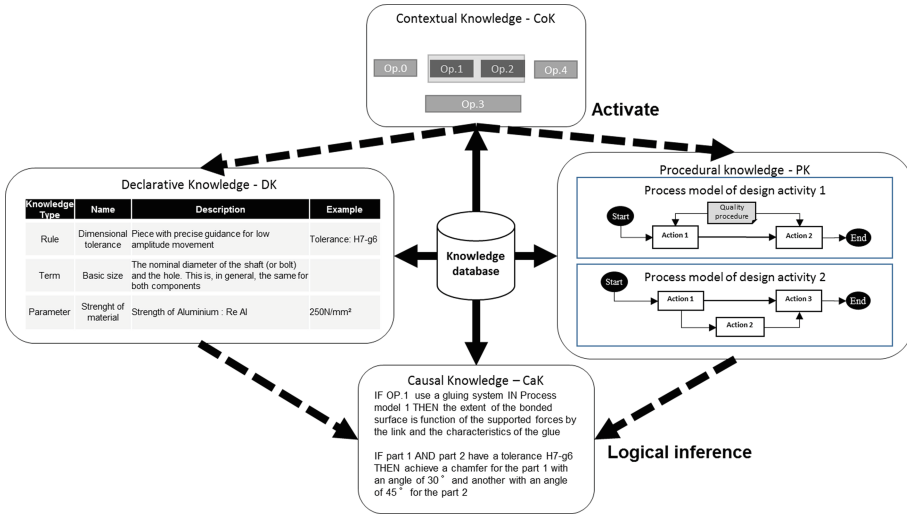 Contextual Knowledge - CoK
Op.0
Op.1
Op.2
Op.4
Op.3
Activate
Declarative Knowledge - DK
Knowledge Type
Name
Description
Example
Rule
Dimensional tolerance
Piece with precise guidance for low
amplitude movement
Tolerance: H7-g6
Term
Basic size
The nominal diameter of the shaft (or bolt)
and the hole. This is, in general, the same for
both components
Parameter
Strenght of
material
Strength of Aluminium : Re Al
250N/mm²
Knowledge
database
Procedural knowledge - PK
Process model of design activity 1
Start
Quality
procedure
Action 1
Action 2
End
Process model of design activity 2
Start
Action 1
Action 3
End
Action 2
Causal Knowledge – CaK
IF OP.1 use a gluing system IN Process
model 1 THEN the extent of the bonded
surface is function of the supported forces by
the link and the characteristics of the glue
IF part 1 AND part 2 have a tolerance H7-g6
THEN achieve a chamfer for the part 1 with
an angle of 30 ° and another with an angle
of 45 ° for the part 2
Logical inference